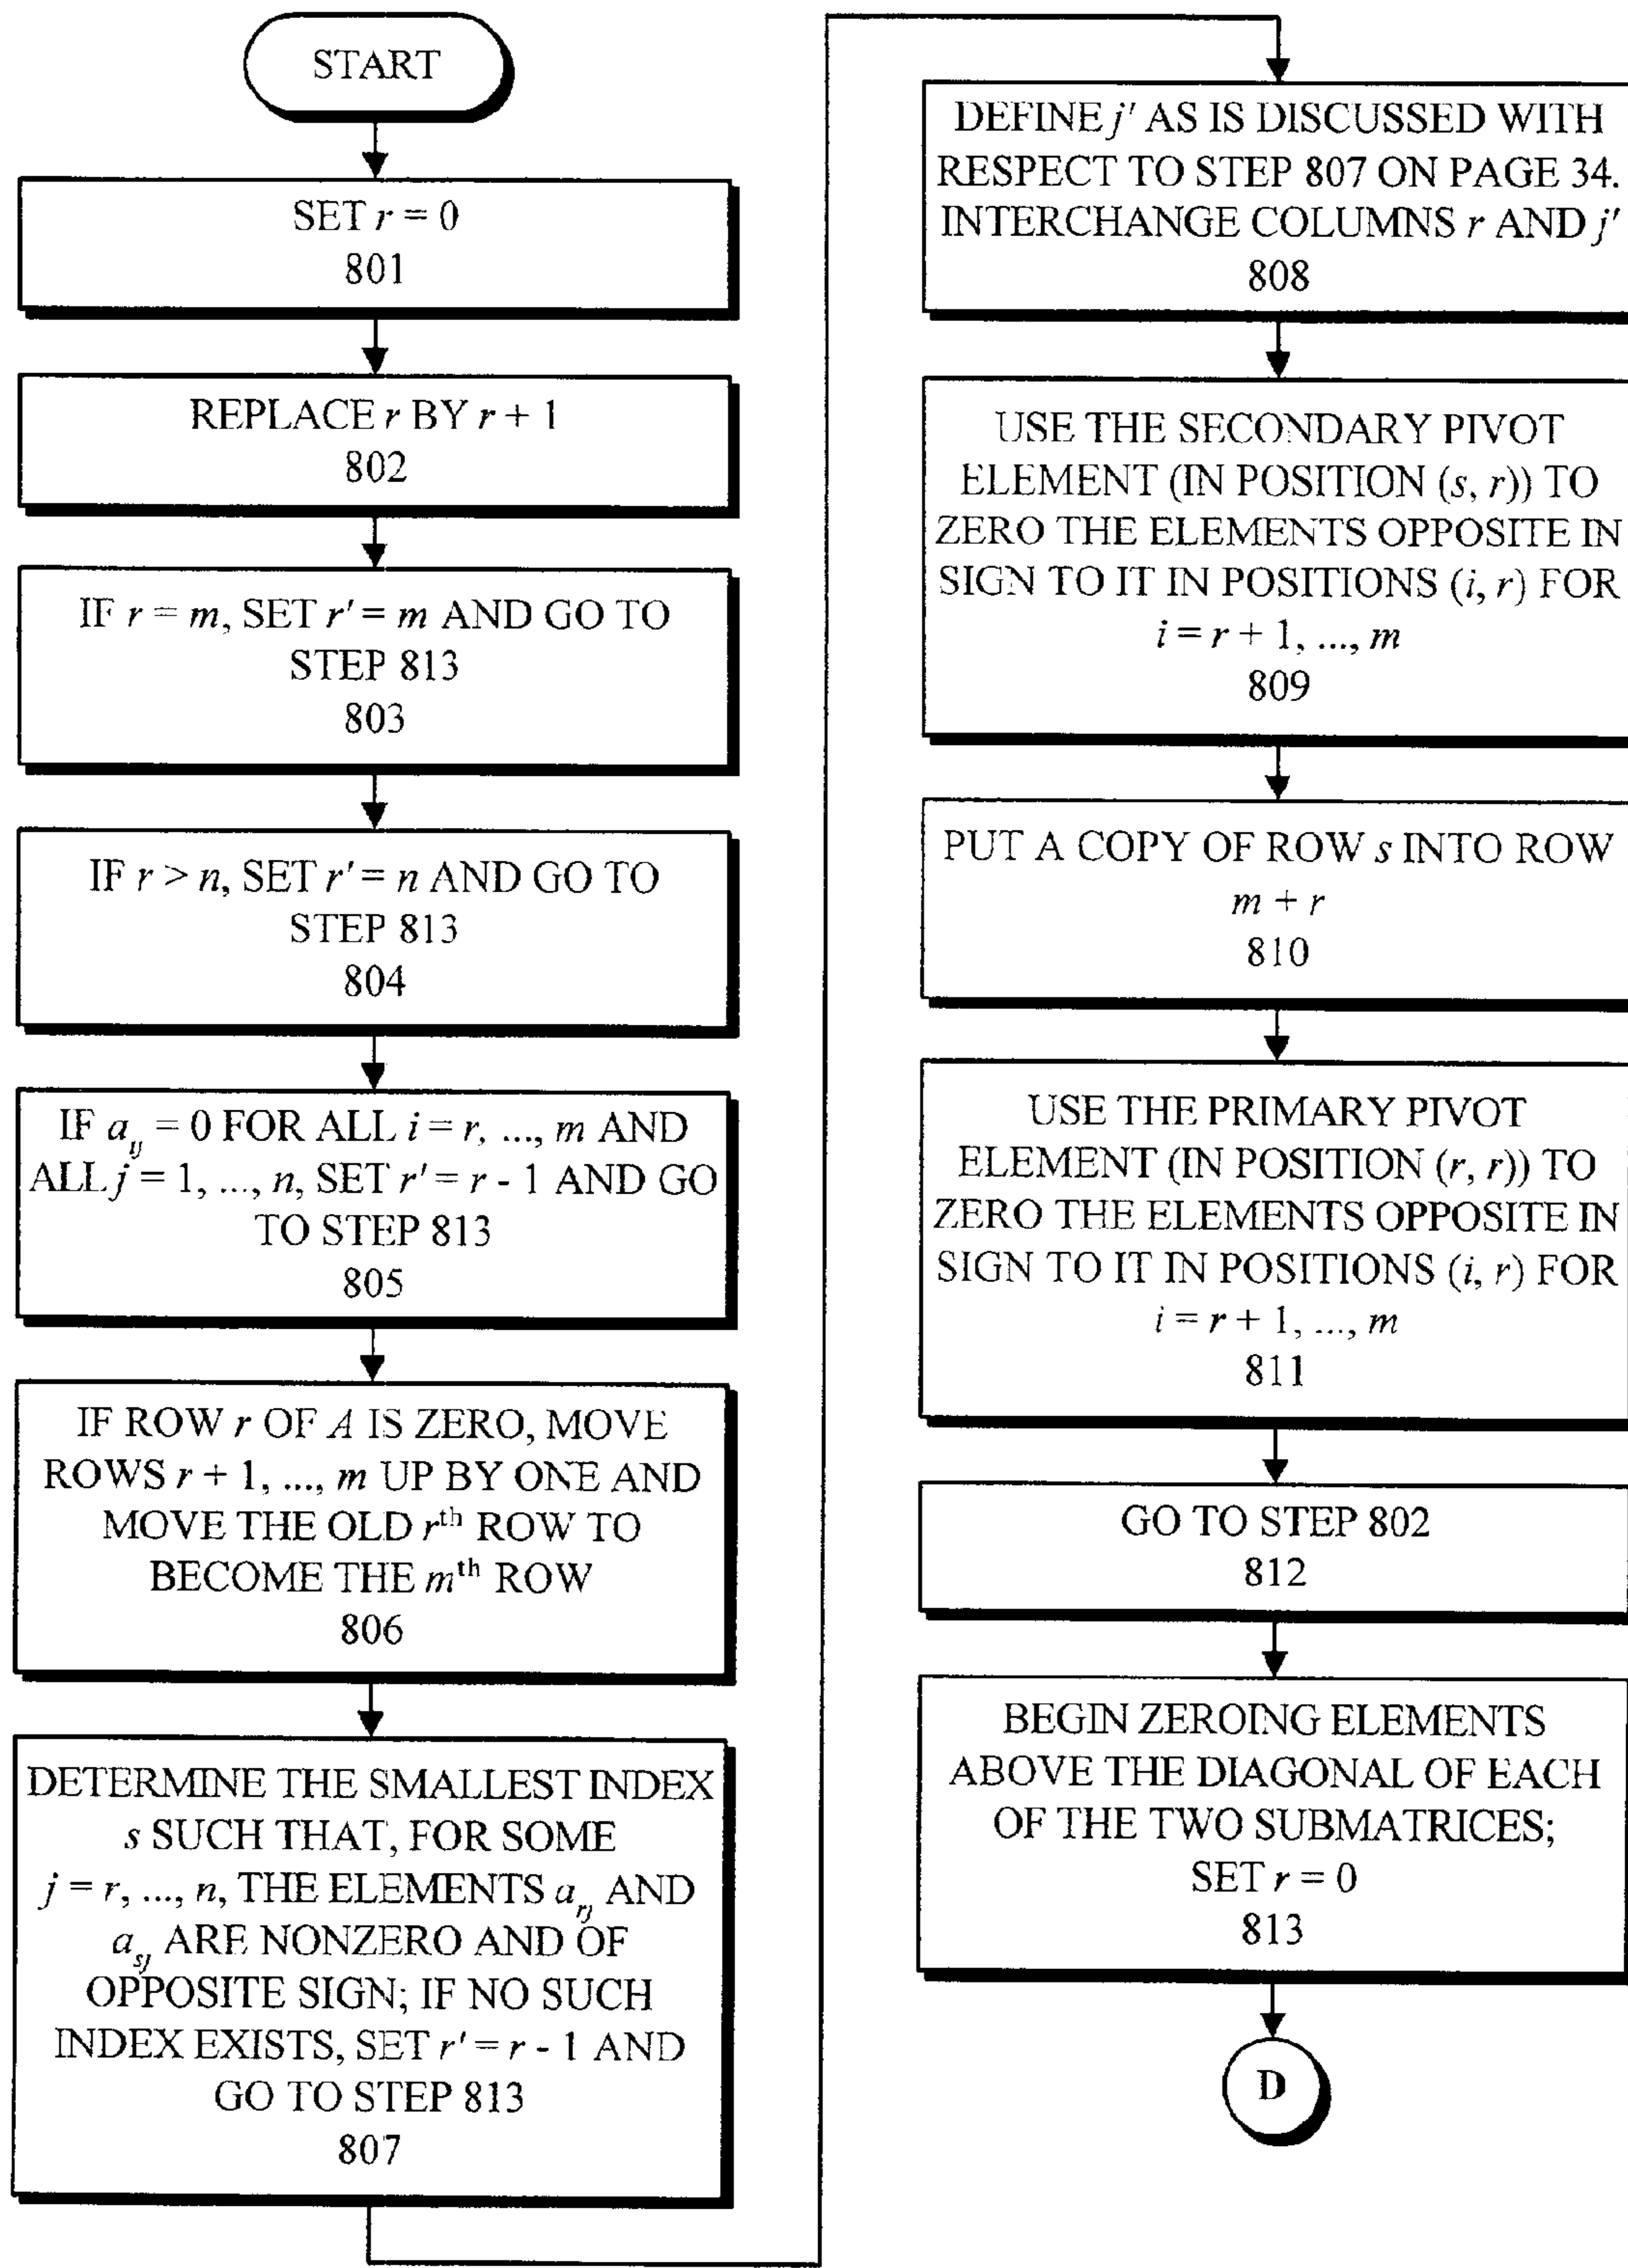 START
SET r = 0
801
REPLACE r BY r + 1
802
IF r = m, SET r' = m AND GO TO
STEP 813
803
IF r > n, SET r' = n AND GO TO
STEP 813
804
IF a_ij = 0 FOR ALL i = r, ..., m AND
ALL j = 1, ..., n, SET r' = r - 1 AND GO
TO STEP 813
805
IF ROW r OF A IS ZERO, MOVE
ROWS r + 1, ..., m UP BY ONE AND
MOVE THE OLD r^th ROW TO
BECOME THE m^th ROW
806
DETERMINE THE SMALLEST INDEX
s SUCH THAT, FOR SOME
j = r, ..., n, THE ELEMENTS a_rj AND
a_sj ARE NONZERO AND OF
OPPOSITE SIGN; IF NO SUCH
INDEX EXISTS, SET r' = r - 1 AND
GO TO STEP 813
807
DEFINE j' AS IS DISCUSSED WITH
RESPECT TO STEP 807 ON PAGE 34.
INTERCHANGE COLUMNS r AND j'
808
USE THE SECONDARY PIVOT
ELEMENT (IN POSITION (s, r)) TO
ZERO THE ELEMENTS OPPOSITE IN
SIGN TO IT IN POSITIONS (i, r) FOR
i = r + 1, ..., m
809
PUT A COPY OF ROW s INTO ROW
m + r
810
USE THE PRIMARY PIVOT
ELEMENT (IN POSITION (r, r)) TO
ZERO THE ELEMENTS OPPOSITE IN
SIGN TO IT IN POSITIONS (i, r) FOR
i = r + 1, ..., m
811
GO TO STEP 802
812
BEGIN ZEROING ELEMENTS
ABOVE THE DIAGONAL OF EACH
OF THE TWO SUBMATRICES;
SET r = 0
813
D